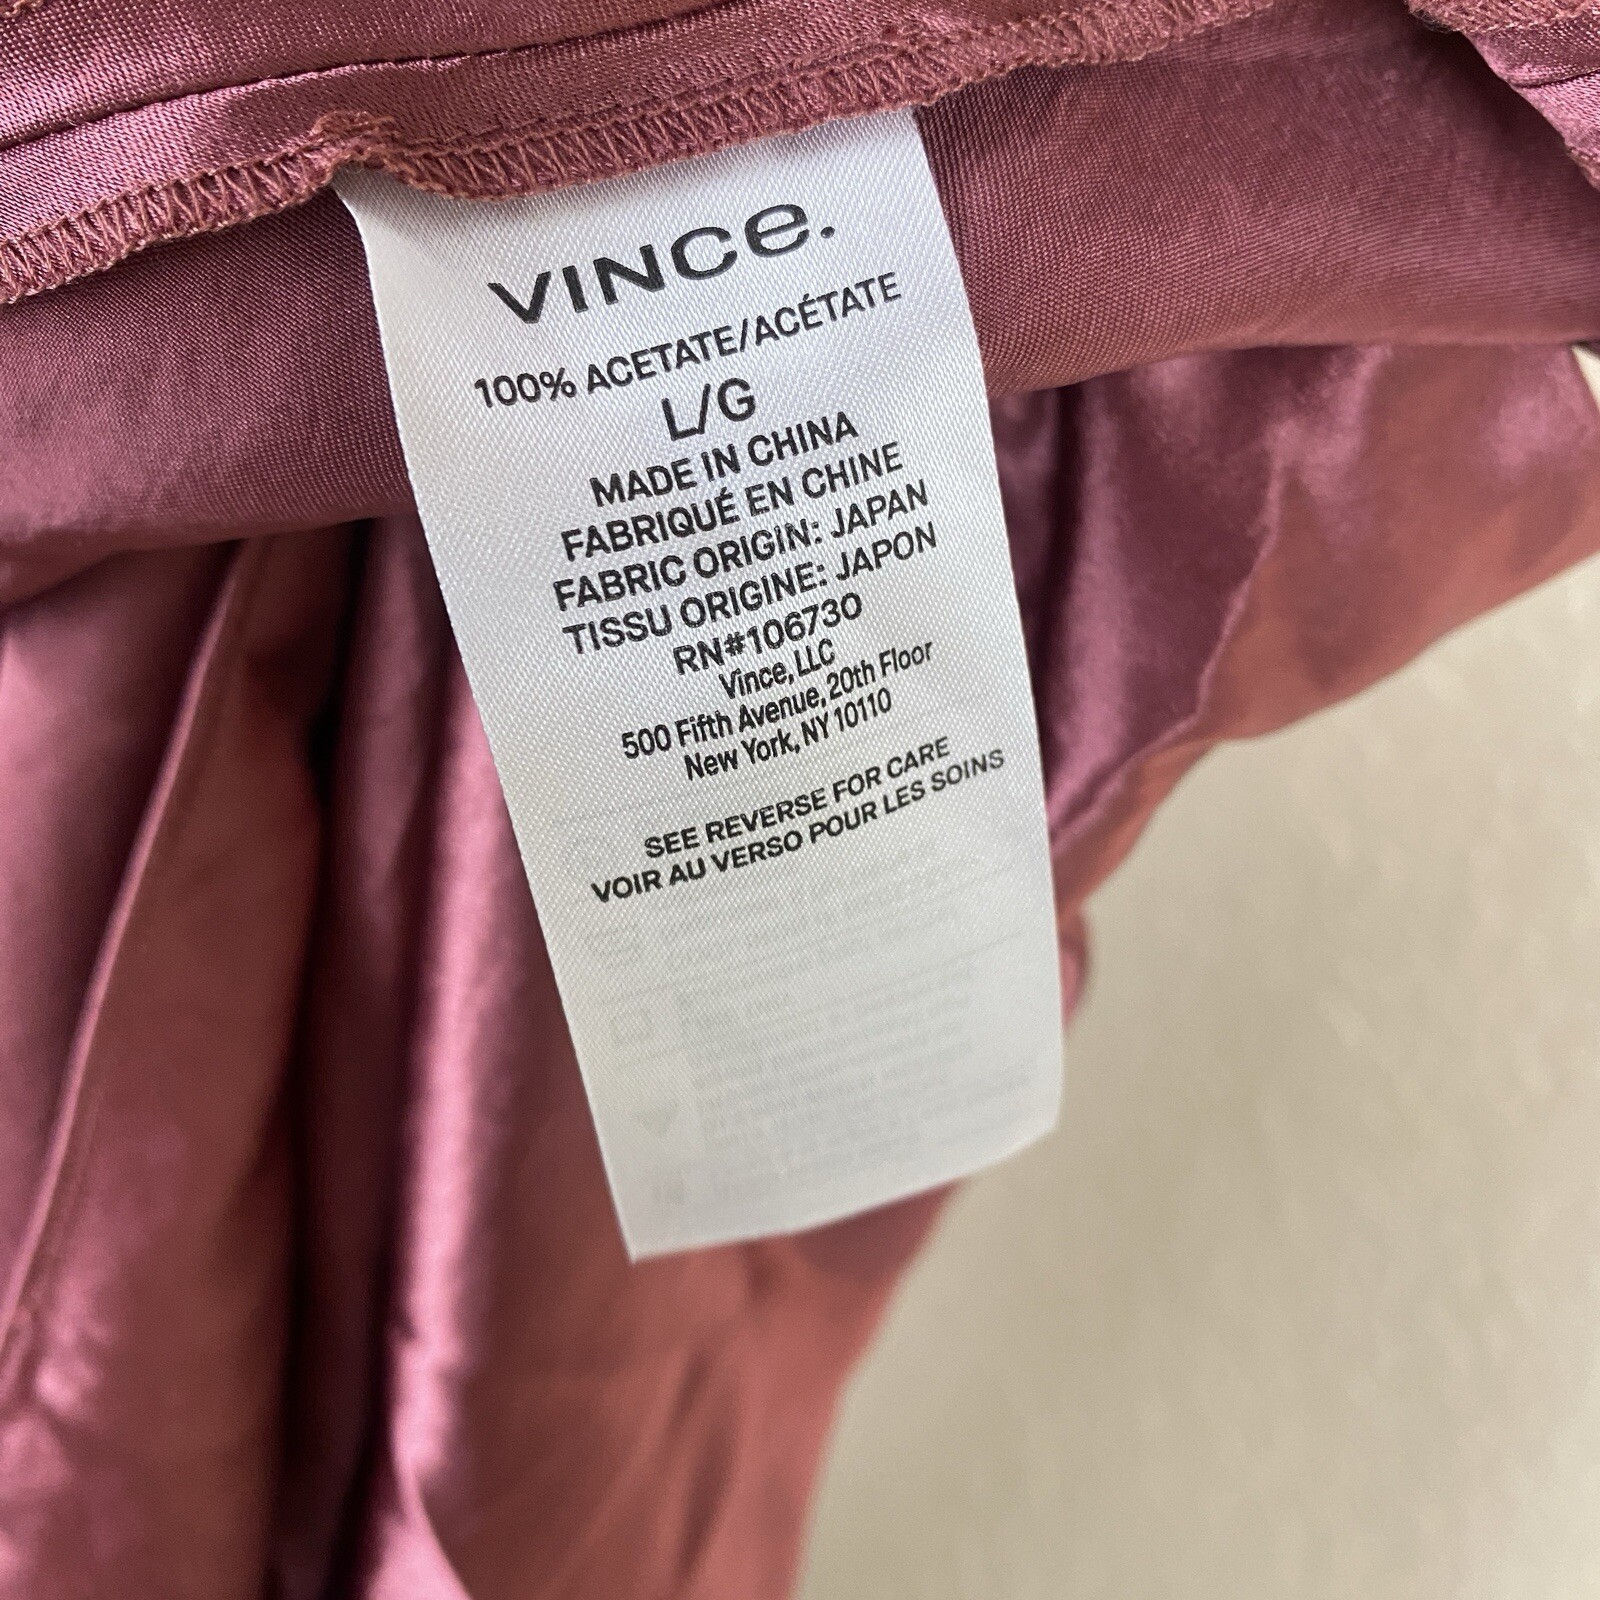 VINCe.
100% ACETATE/ACÉTATE
L/G
MADE IN CHINA
FABRIQUÉ EN CHINE
FABRIC ORIGIN: JAPAN
TISSU ORIGINE: JAPON
RN#106730
Vince, LLC
500 Fifth Avenue, 20th Floor
New York, NY 10110
SEE REVERSE FOR CARE
VOIR AU VERSO POUR LES SOINS